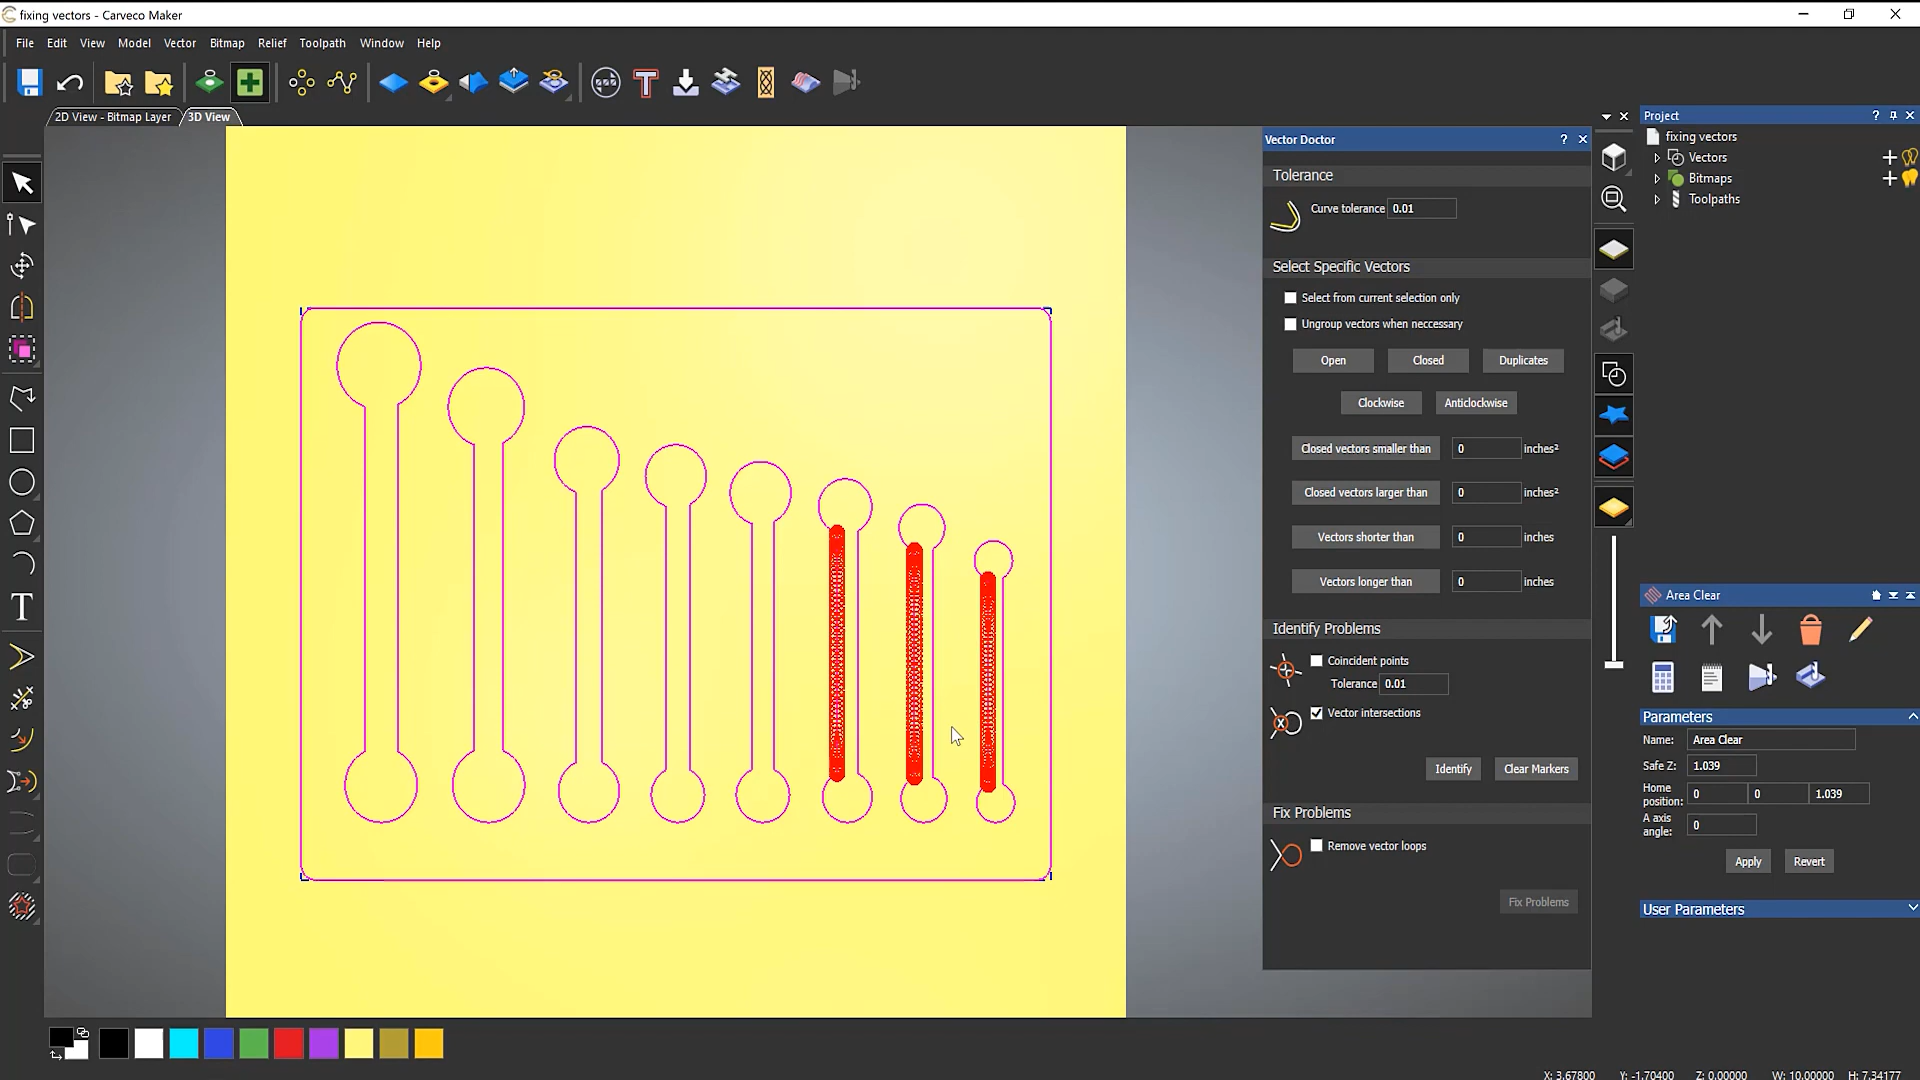 fixing vectors - Carveco Maker
File Edit View Model Vector Bitmap Relief Toolpath Window Help
2D View - Bitmap Layer 3D View
Vector Doctor ?
Tolerance
Curve tolerance 0.01
Select Specific Vectors
Select from current selection only
Ungroup vectors when neccessary
Open Closed Duplicates
Clockwise Anticlockwise
Closed vectors smaller than 0 inches²
Closed vectors larger than 0 inches²
Vectors shorter than 0 inches
Vectors longer than 0 inches
Identify Problems
Coincident points
Tolerance 0.01
Vector intersections
Identify Clear Markers
Fix Problems
Remove vector loops
Fix Problems
Project ?
fixing vectors
Vectors
Bitmaps
Toolpaths
Area Clear
Parameters
Name: Area Clear
Safe Z: 1.039
Home position: 0 0 1.039
A axis angle: 0
Apply Revert
User Parameters
X: 3.67800 Y: -1.70400 Z: 0.00000 W: 10.00000 H: 7.34177